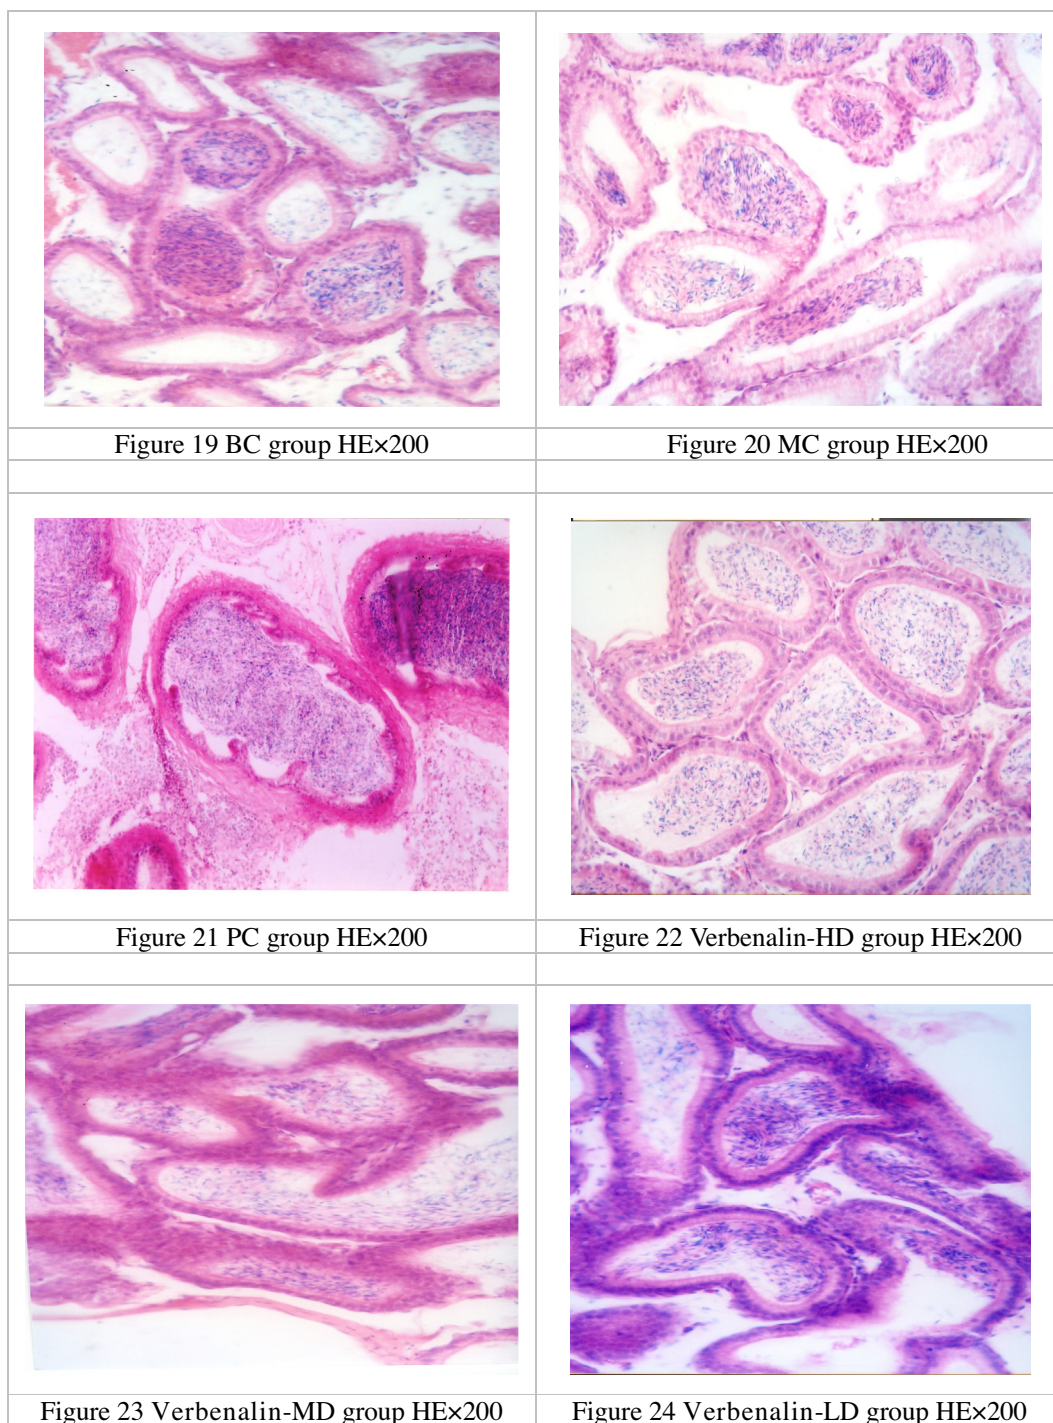 Figure 19 BC group HE×200
Figure 20 MC group HE×200
Figure 21 PC group HE×200
Figure 22 Verbenalin-HD group HE×200
Figure 23 Verbenalin-MD group HE×200
Figure 24 Verbenalin-LD group HE×200